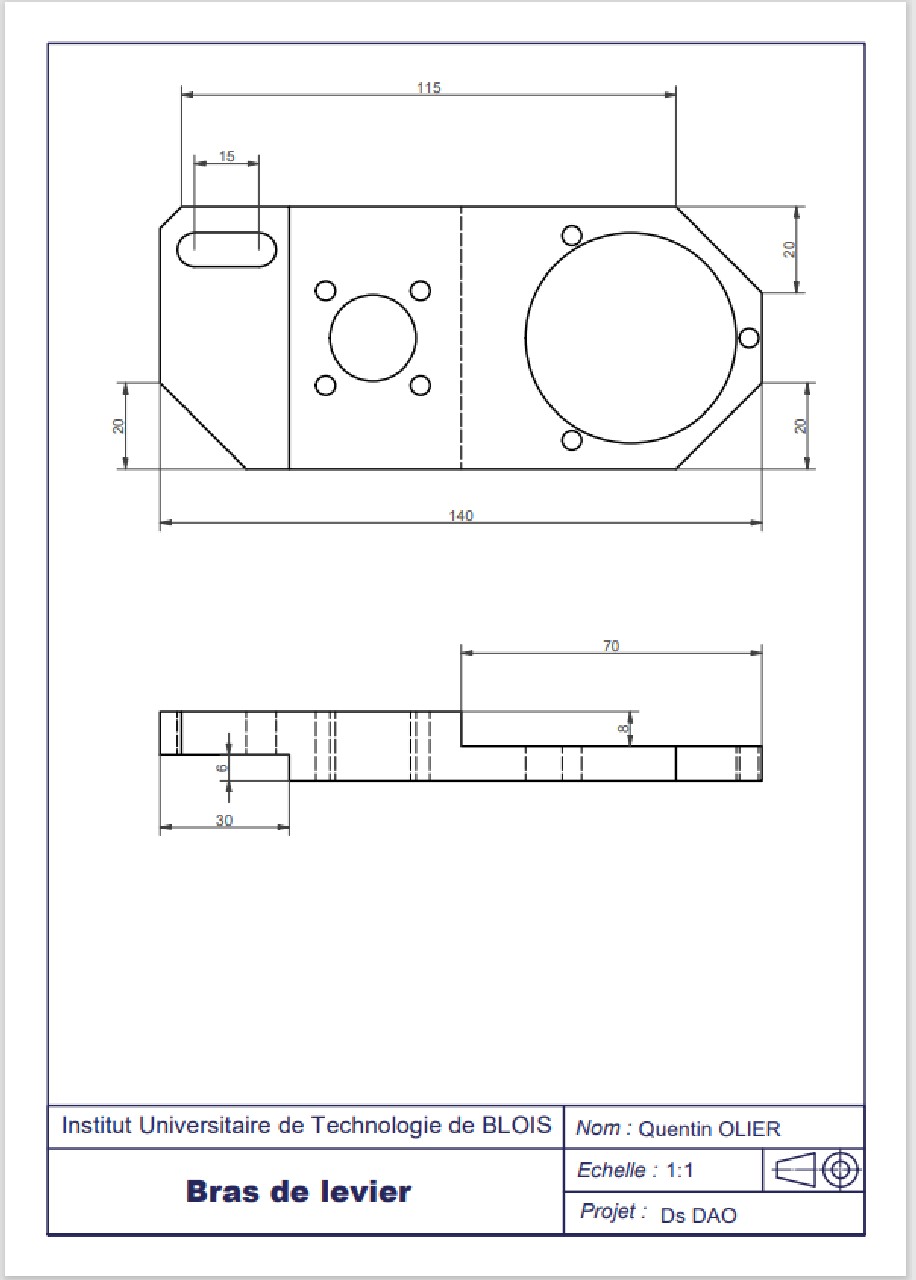 115
15
20
20
20
140
70
8
6
30
Institut Universitaire de Technologie de BLOIS
Nom : Quentin OLIER
Echelle : 1:1
Bras de levier
Projet : Ds DAO